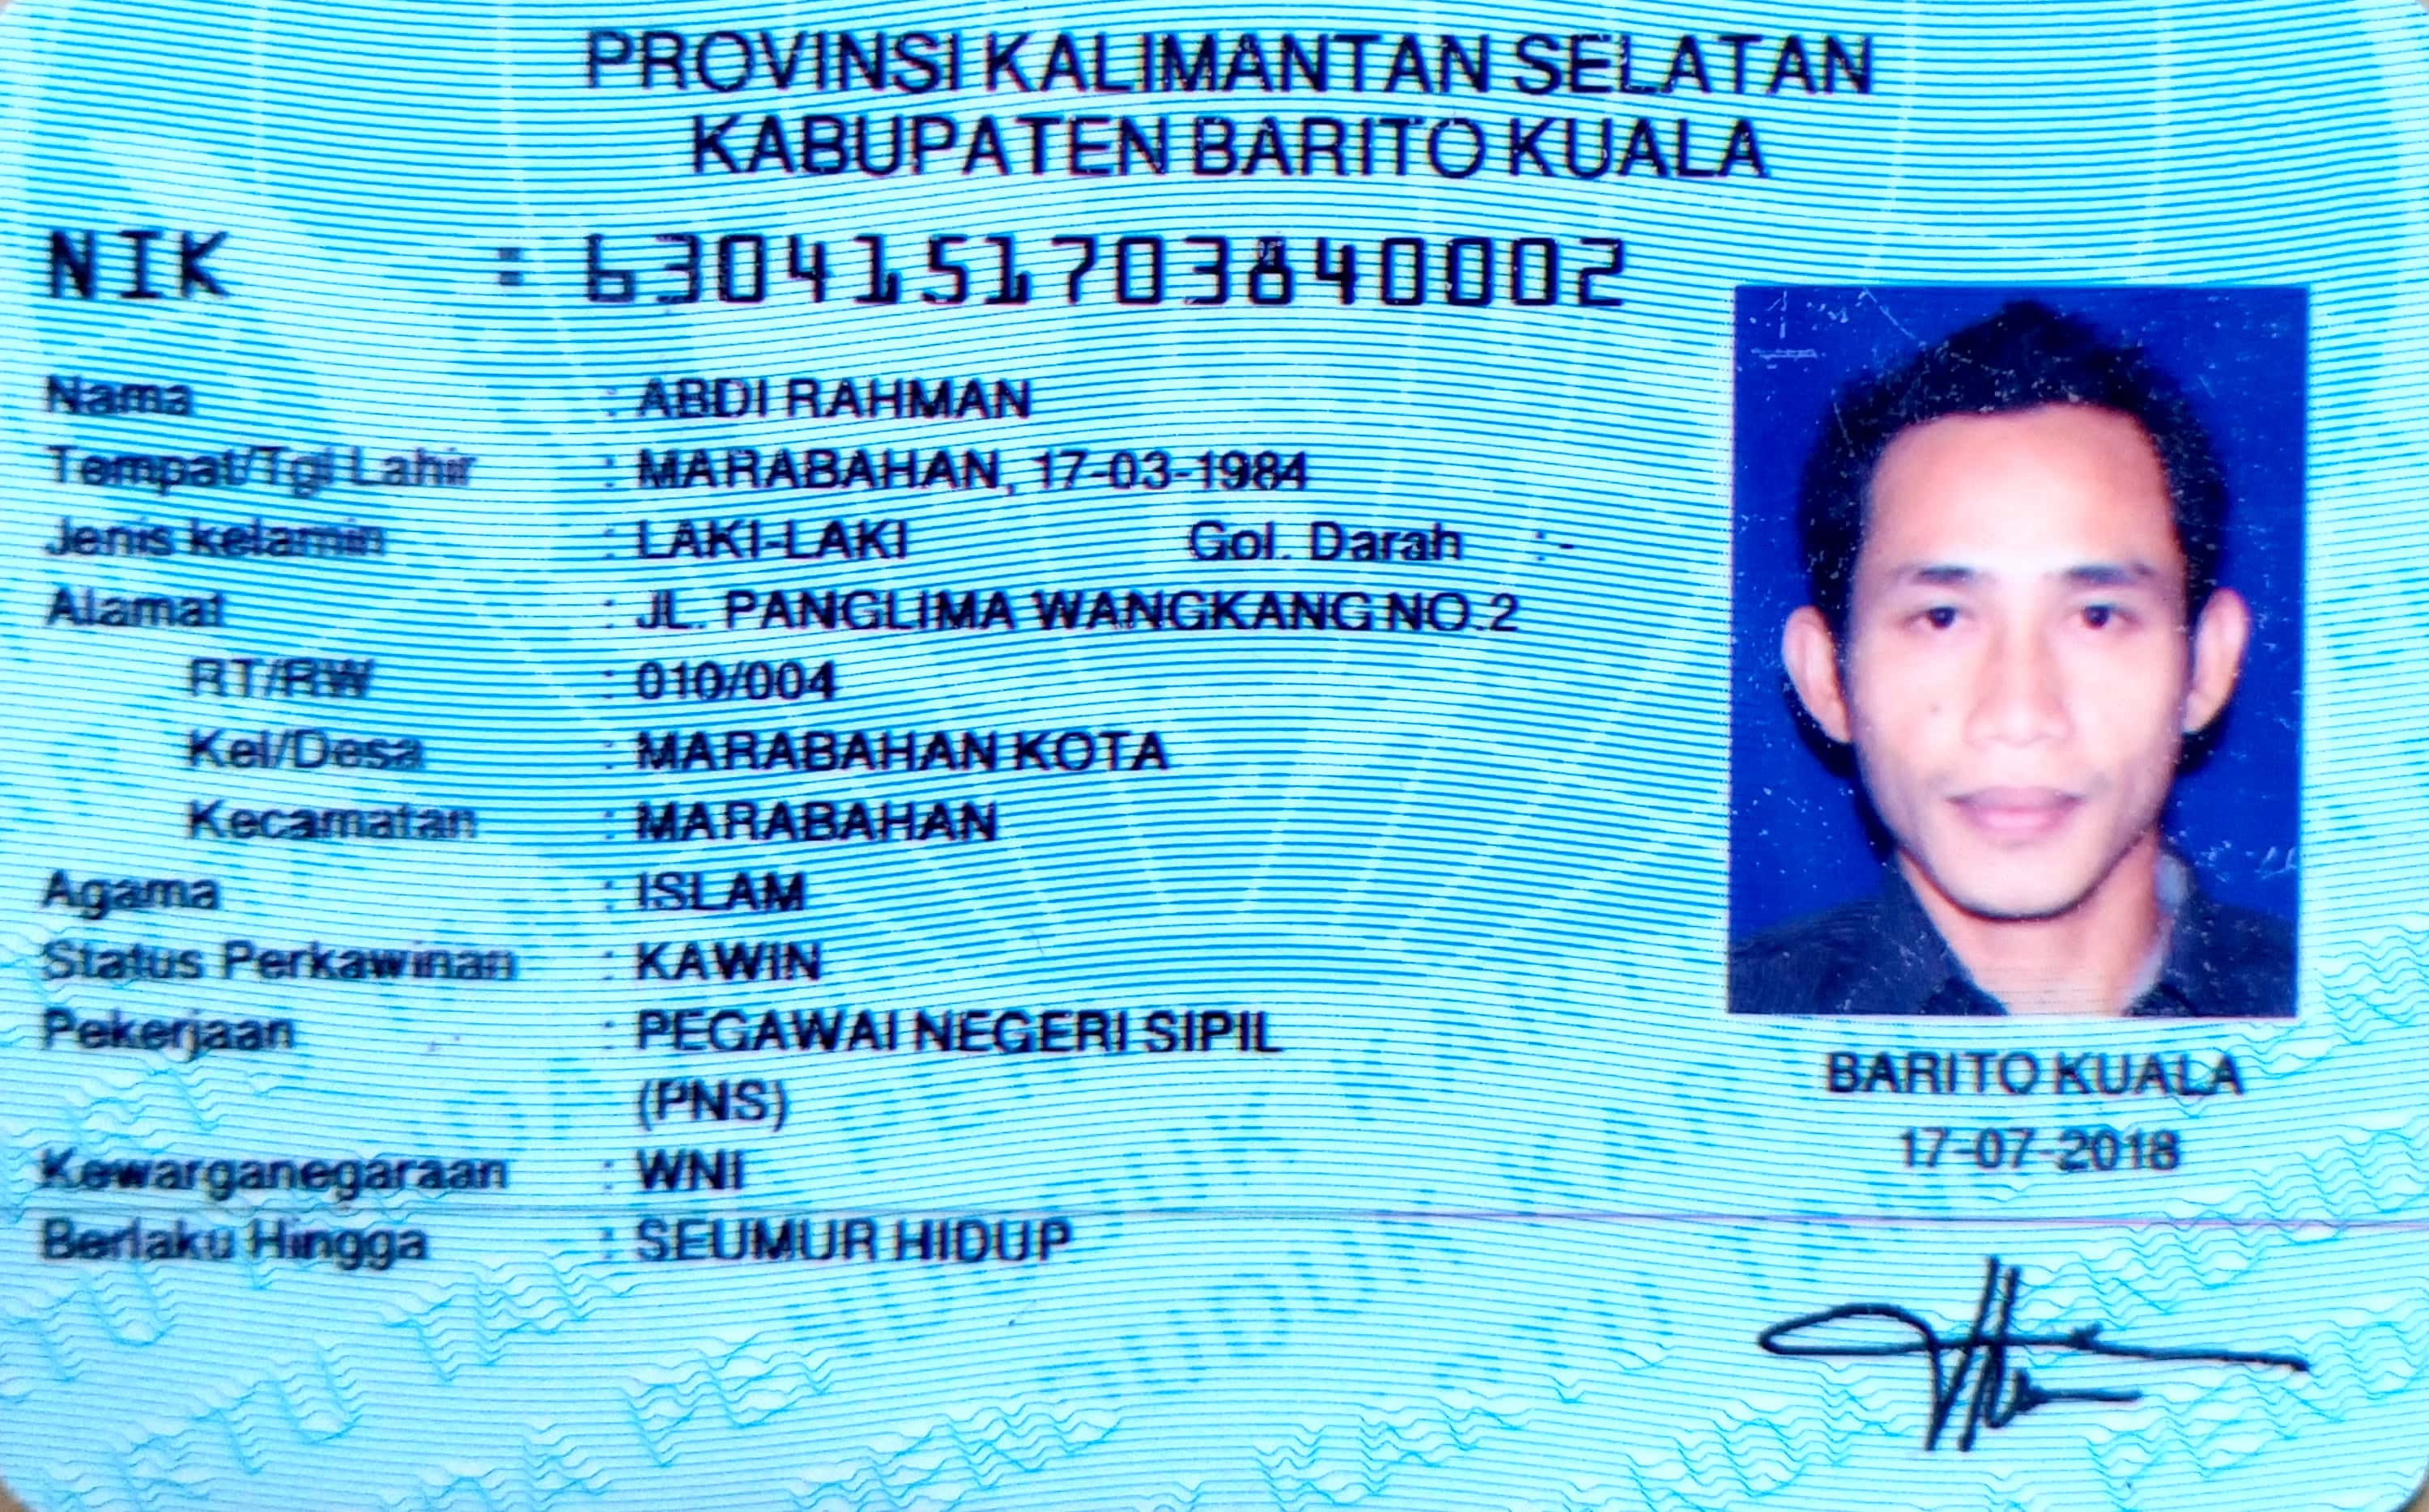 PROVINSI KALIMANTAN SELATAN
KABUPATEN BARITO KUALA
NIK : 6304151703840002
Nama : ABDI RAHMAN
Tempat/Tgl Lahir : MARABAHAN, 17-03-1984
Jenis kelamin : LAKI-LAKI Gol. Darah : -
Alamat : JL. PANGLIMA WANGKANG NO.2
RT/RW : 010/004
Kel/Desa : MARABAHAN KOTA
Kecamatan : MARABAHAN
Agama : ISLAM
Status Perkawinan : KAWIN
Pekerjaan : PEGAWAI NEGERI SIPIL
(PNS)
Kewarganegaraan : WNI
Berlaku Hingga : SEUMUR HIDUP
BARITO KUALA
17-07-2018